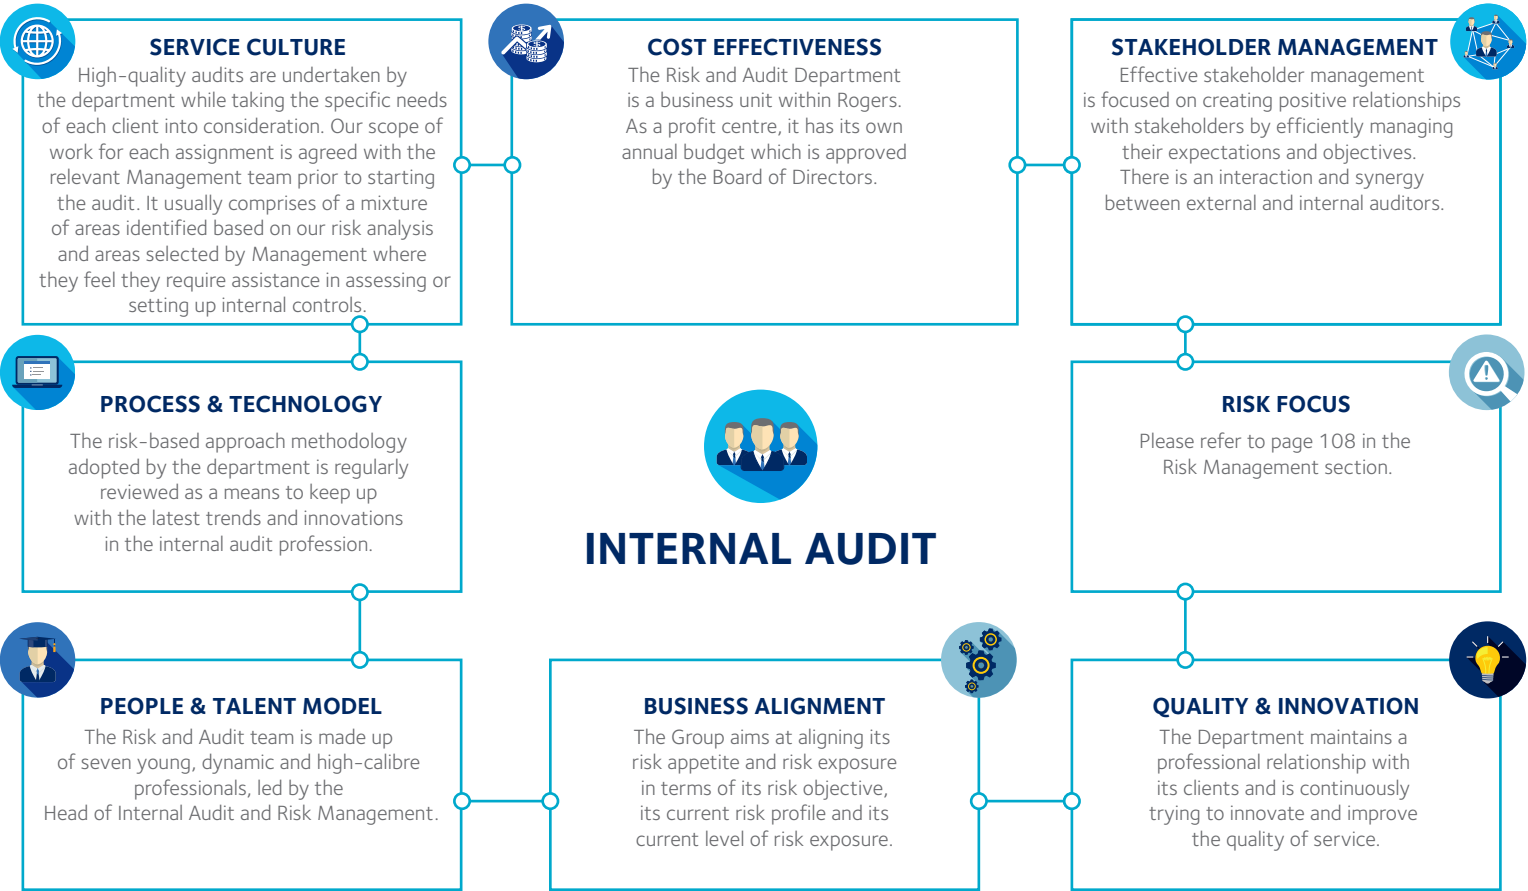 SERVICE CULTURE
High-quality audits are undertaken by
the department while taking the specific needs
of each client into consideration. Our scope of
work for each assignment is agreed with the
relevant Management team prior to starting
the audit. It usually comprises of a mixture
of areas identified based on our risk analysis
and areas selected by Management where
they feel they require assistance in assessing or
setting up internal controls.
COST EFFECTIVENESS
The Risk and Audit Department
is a business unit within Rogers.
As a profit centre, it has its own
annual budget which is approved
by the Board of Directors.
STAKEHOLDER MANAGEMENT
Effective stakeholder management
is focused on creating positive relationships
with stakeholders by efficiently managing
their expectations and objectives.
There is an interaction and synergy
between external and internal auditors.
PROCESS & TECHNOLOGY
The risk-based approach methodology
adopted by the department is regularly
reviewed as a means to keep up
with the latest trends and innovations
in the internal audit profession.
INTERNAL AUDIT
RISK FOCUS
Please refer to page 108 in the
Risk Management section.
PEOPLE & TALENT MODEL
The Risk and Audit team is made up
of seven young, dynamic and high-calibre
professionals, led by the
Head of Internal Audit and Risk Management.
BUSINESS ALIGNMENT
The Group aims at aligning its
risk appetite and risk exposure
in terms of its risk objective,
its current risk profile and its
current level of risk exposure.
QUALITY & INNOVATION
The Department maintains a
professional relationship with
its clients and is continuously
trying to innovate and improve
the quality of service.